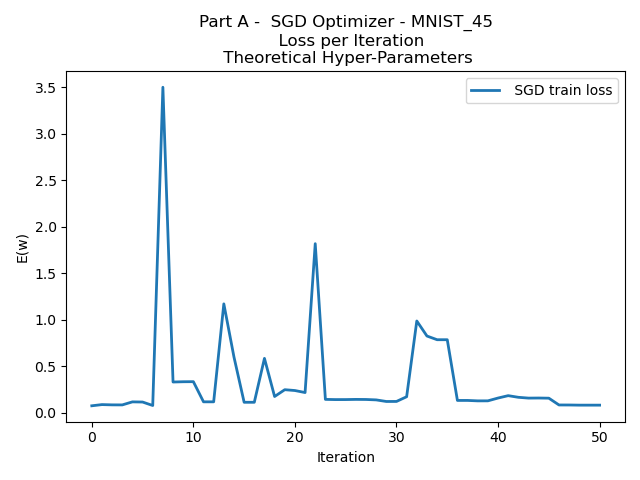 Part A -  SGD Optimizer - MNIST_45
Loss per Iteration
Theoretical Hyper-Parameters
SGD train loss
3.5
3.0
2.5
2.0
1.5
1.0
0.5
0.0
E(w)
0 10 20 30 40 50
Iteration